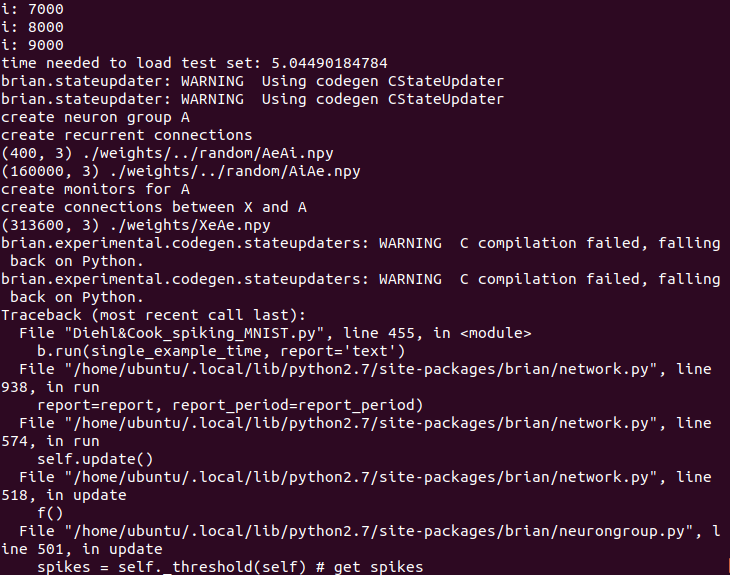 i: 7000
i: 8000
i: 9000
time needed to load test set: 5.04490184784
brian.stateupdater: WARNING  Using codegen CStateUpdater
brian.stateupdater: WARNING  Using codegen CStateUpdater
create neuron group A
create recurrent connections
(400, 3) ./weights/../random/AeAi.npy
(160000, 3) ./weights/../random/AiAe.npy
create monitors for A
create connections between X and A
(313600, 3) ./weights/XeAe.npy
brian.experimental.codegen.stateupdaters: WARNING  C compilation failed, falling
 back on Python.
brian.experimental.codegen.stateupdaters: WARNING  C compilation failed, falling
 back on Python.
Traceback (most recent call last):
  File "Diehl&Cook_spiking_MNIST.py", line 455, in <module>
    b.run(single_example_time, report='text')
  File "/home/ubuntu/.local/lib/python2.7/site-packages/brian/network.py", line
938, in run
    report=report, report_period=report_period)
  File "/home/ubuntu/.local/lib/python2.7/site-packages/brian/network.py", line
574, in run
    self.update()
  File "/home/ubuntu/.local/lib/python2.7/site-packages/brian/network.py", line
518, in update
    f()
  File "/home/ubuntu/.local/lib/python2.7/site-packages/brian/neurongroup.py", l
ine 501, in update
    spikes = self._threshold(self) # get spikes